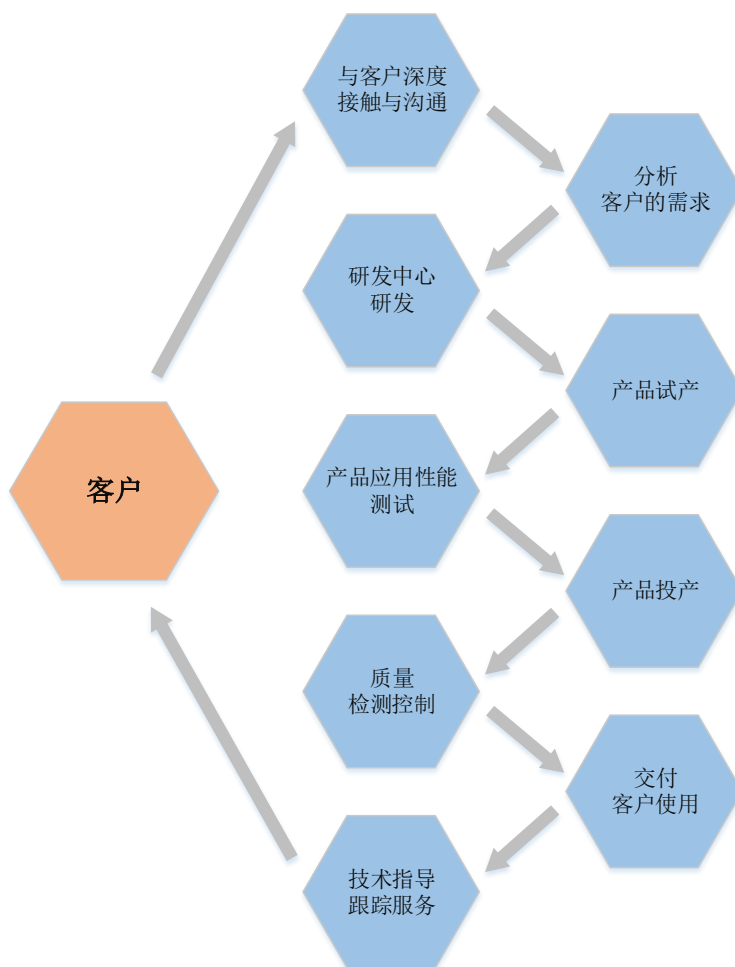 与客户深度
接触与沟通
分析
客户的需求
研发中心
研发
产品试产
客户
产品应用性能
测试
产品投产
质量
检测控制
交付
客户使用
技术指导
跟踪服务